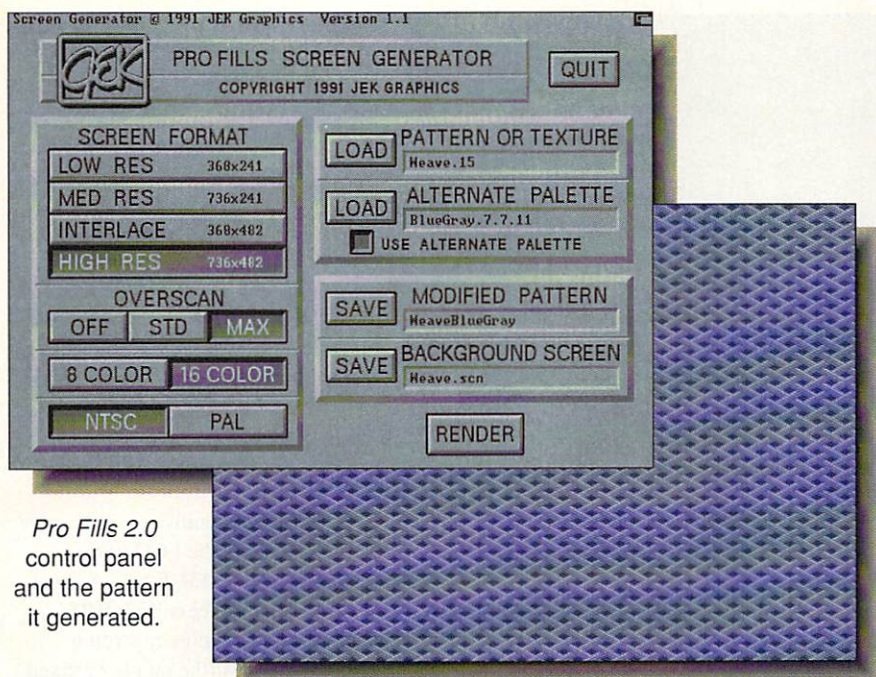 Screen Generator © 1991 JEK Graphics Version 1.1
JEK
PRO FILLS SCREEN GENERATOR
COPYRIGHT 1991 JEK GRAPHICS
QUIT
SCREEN FORMAT
LOW RES 368x241
MED RES 736x241
INTERLACE 368x482
HIGH RES 736x482
OVERSCAN
OFF STD MAX
8 COLOR 16 COLOR
NTSC PAL
LOAD PATTERN OR TEXTURE
Weave.15
LOAD ALTERNATE PALETTE
BlueGray.7.7.11
USE ALTERNATE PALETTE
SAVE MODIFIED PATTERN
WeaveBlueGray
SAVE BACKGROUND SCREEN
Weave.scn
RENDER
Pro Fills 2.0
control panel
and the pattern
it generated.